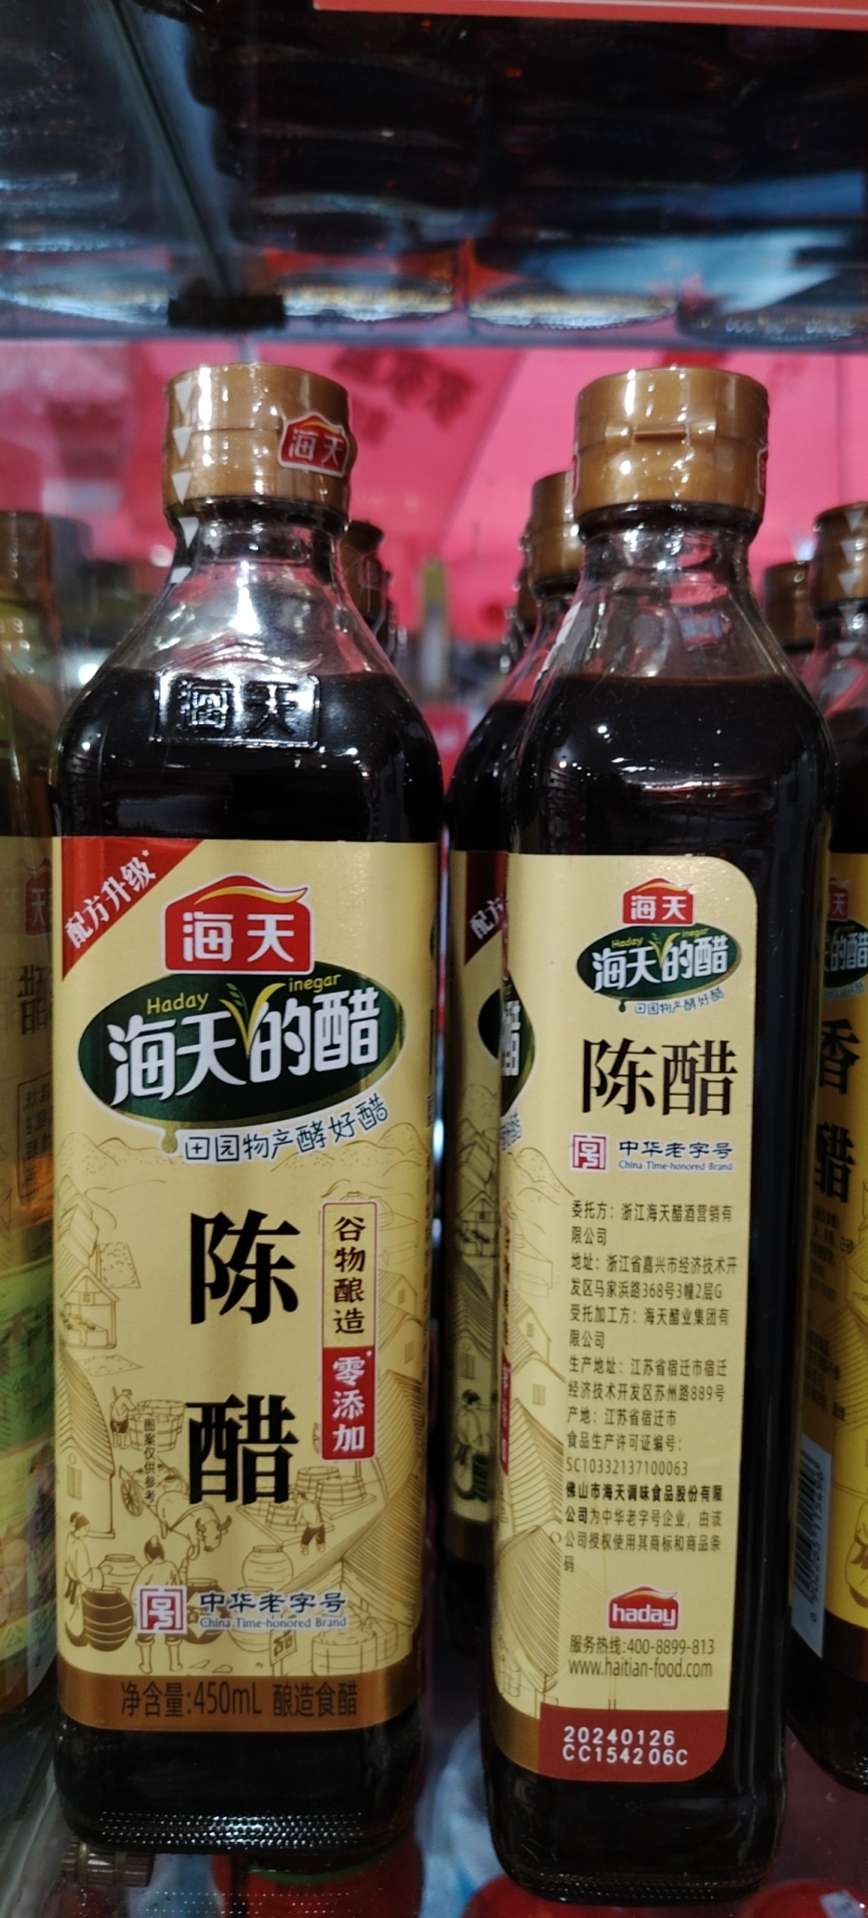 海天
海天
配方升级*
海天
Haday Vinegar
海天的醋
田园物产酵好醋
陈醋
谷物酿造
零添加*
图案仅供参考
中华老字号
China Time-honored Brand
净含量:450mL 酿造食醋
配方
海天
Haday Vinegar
海天的醋
田园物产酵好醋
陈醋
中华老字号
China Time-honored Brand
委托方：浙江海天醋酒营销有
限公司
地址：浙江省嘉兴市经济技术开
发区马家浜路368号3幢2层G
受托加工方：海天醋业集团有
限公司
生产地址：江苏省宿迁市宿迁
经济技术开发区苏州路889号
产地：江苏省宿迁市
食品生产许可证编号：
SC10332137100063
佛山市海天调味食品股份有限
公司为中华老字号企业，由该
公司授权使用其商标和商品条
码
haday
服务热线:400-8899-813
www.haitian-food.com
20240126
CC154206C
天
的醋
香醋